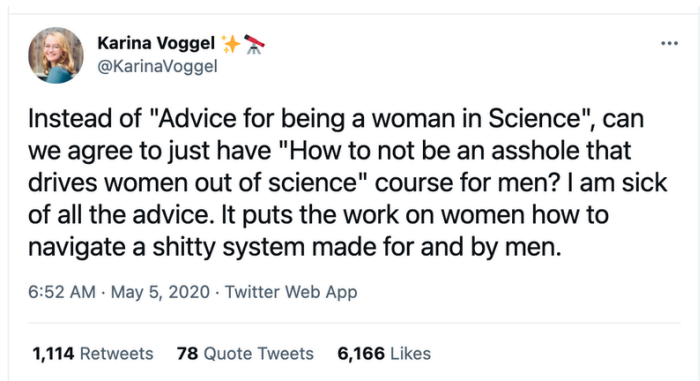 Karina Voggel ✨🔭
@KarinaVoggel
Instead of "Advice for being a woman in Science", can
we agree to just have "How to not be an asshole that
drives women out of science" course for men? I am sick
of all the advice. It puts the work on women how to
navigate a shitty system made for and by men.
6:52 AM · May 5, 2020 · Twitter Web App
1,114 Retweets 78 Quote Tweets 6,166 Likes